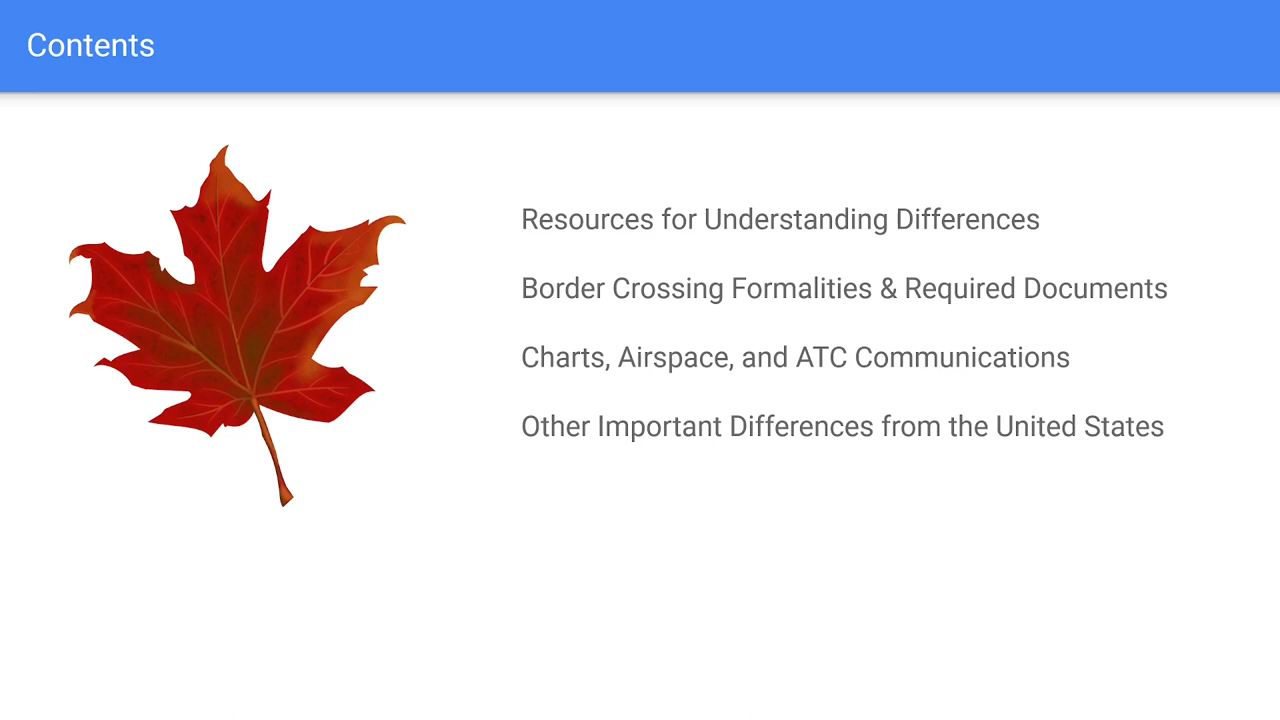 Contents
Resources for Understanding Differences
Border Crossing Formalities & Required Documents
Charts, Airspace, and ATC Communications
Other Important Differences from the United States